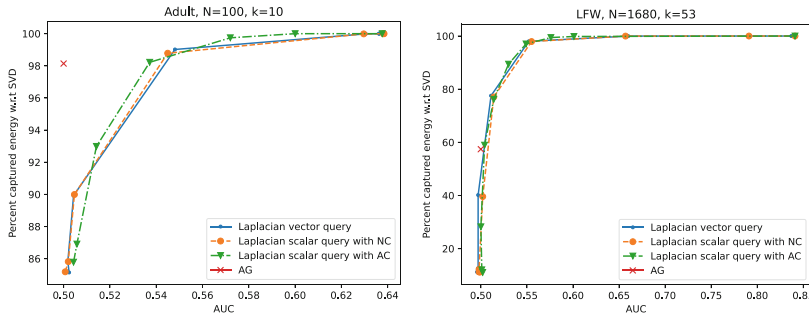 Adult, N=100, k=10
Percent captured energy w.r.t SVD
100
98
96
94
92
90
88
86
Laplacian vector query
Laplacian scalar query with NC
Laplacian scalar query with AC
AG
0.50 0.52 0.54 0.56 0.58 0.60 0.62 0.64
AUC
LFW, N=1680, k=53
Percent captured energy w.r.t SVD
100
80
60
40
20
Laplacian vector query
Laplacian scalar query with NC
Laplacian scalar query with AC
AG
0.50 0.55 0.60 0.65 0.70 0.75 0.80
AUC